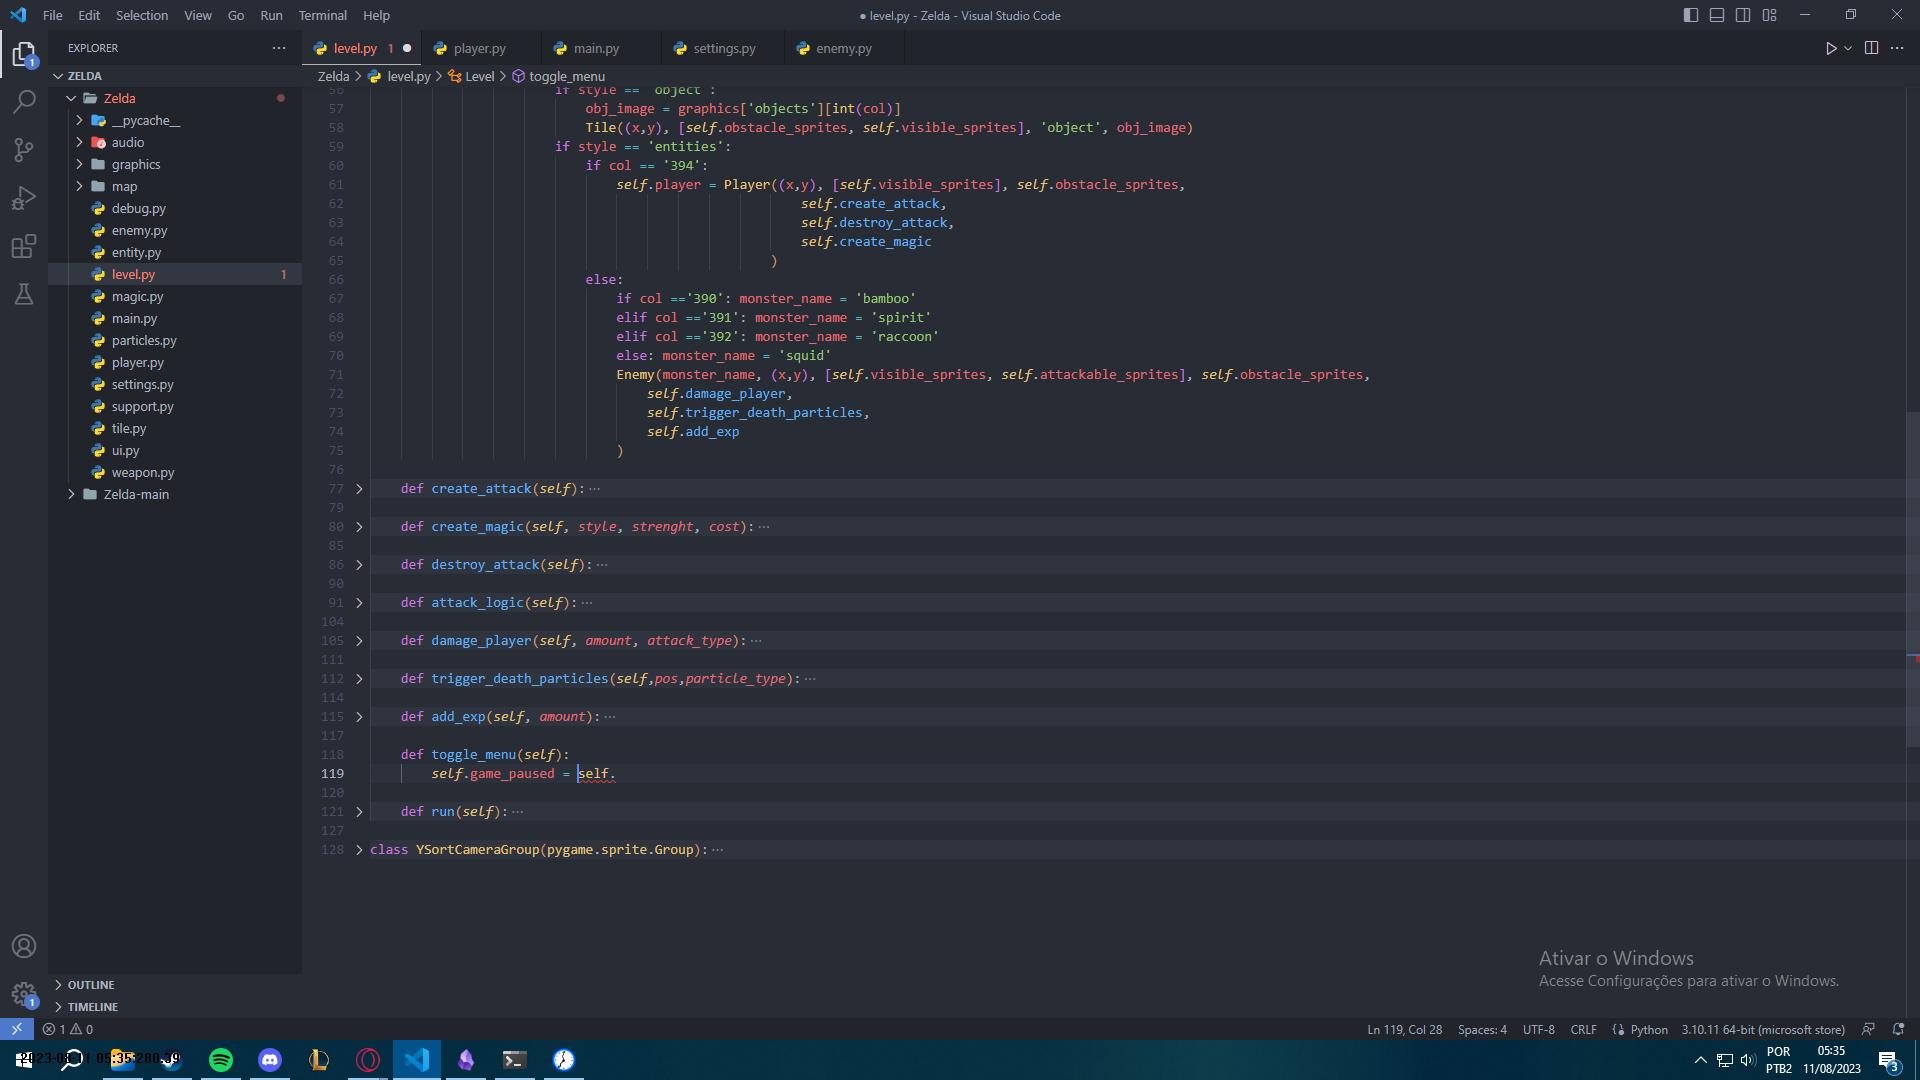 File Edit Selection View Go Run Terminal Help
● level.py - Zelda - Visual Studio Code
EXPLORER
ZELDA
Zelda
__pycache__
audio
graphics
map
debug.py
enemy.py
entity.py
level.py 1
magic.py
main.py
particles.py
player.py
settings.py
support.py
tile.py
ui.py
weapon.py
Zelda-main
OUTLINE
TIMELINE
level.py 1 player.py main.py settings.py enemy.py
Zelda > level.py > Level > toggle_menu
56 if style == 'object':
57 obj_image = graphics['objects'][int(col)]
58 Tile((x,y), [self.obstacle_sprites, self.visible_sprites], 'object', obj_image)
59 if style == 'entities':
60 if col == '394':
61 self.player = Player((x,y), [self.visible_sprites], self.obstacle_sprites,
62 self.create_attack,
63 self.destroy_attack,
64 self.create_magic
65 )
66 else:
67 if col =='390': monster_name = 'bamboo'
68 elif col =='391': monster_name = 'spirit'
69 elif col =='392': monster_name = 'raccoon'
70 else: monster_name = 'squid'
71 Enemy(monster_name, (x,y), [self.visible_sprites, self.attackable_sprites], self.obstacle_sprites,
72 self.damage_player,
73 self.trigger_death_particles,
74 self.add_exp
75 )
76
77 def create_attack(self):···
79
80 def create_magic(self, style, strenght, cost):···
85
86 def destroy_attack(self):···
90
91 def attack_logic(self):···
104
105 def damage_player(self, amount, attack_type):···
111
112 def trigger_death_particles(self,pos,particle_type):···
114
115 def add_exp(self, amount):···
117
118 def toggle_menu(self):
119 self.game_paused = self.
120
121 def run(self):···
127
128 class YSortCameraGroup(pygame.sprite.Group):···
Ativar o Windows
Acesse Configurações para ativar o Windows.
1 0
Ln 119, Col 28 Spaces: 4 UTF-8 CRLF Python 3.10.11 64-bit (microsoft store)
POR
PTB2
05:35
11/08/2023
3